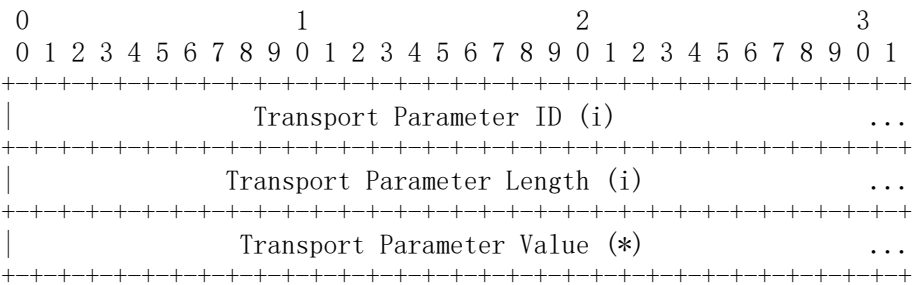 0                   1                   2                   3
 0 1 2 3 4 5 6 7 8 9 0 1 2 3 4 5 6 7 8 9 0 1 2 3 4 5 6 7 8 9 0 1
+-+-+-+-+-+-+-+-+-+-+-+-+-+-+-+-+-+-+-+-+-+-+-+-+-+-+-+-+-+-+-+-+
|                 Transport Parameter ID (i)                  ...
+-+-+-+-+-+-+-+-+-+-+-+-+-+-+-+-+-+-+-+-+-+-+-+-+-+-+-+-+-+-+-+-+
|               Transport Parameter Length (i)                ...
+-+-+-+-+-+-+-+-+-+-+-+-+-+-+-+-+-+-+-+-+-+-+-+-+-+-+-+-+-+-+-+-+
|                Transport Parameter Value (*)                ...
+-+-+-+-+-+-+-+-+-+-+-+-+-+-+-+-+-+-+-+-+-+-+-+-+-+-+-+-+-+-+-+-+